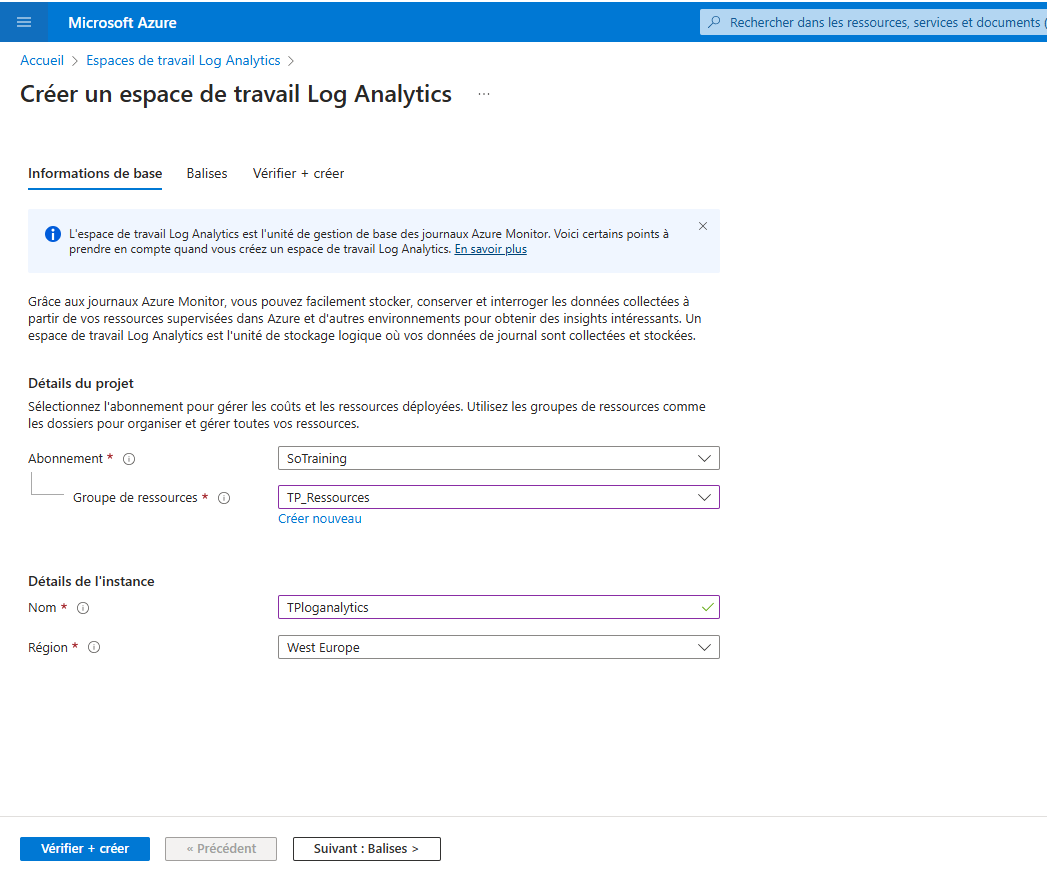 Microsoft Azure
Rechercher dans les ressources, services et documents (
Accueil > Espaces de travail Log Analytics >
Créer un espace de travail Log Analytics ...
Informations de base Balises Vérifier + créer
L'espace de travail Log Analytics est l'unité de gestion de base des journaux Azure Monitor. Voici certains points à
prendre en compte quand vous créez un espace de travail Log Analytics. En savoir plus
Grâce aux journaux Azure Monitor, vous pouvez facilement stocker, conserver et interroger les données collectées à
partir de vos ressources supervisées dans Azure et d'autres environnements pour obtenir des insights intéressants. Un
espace de travail Log Analytics est l'unité de stockage logique où vos données de journal sont collectées et stockées.
Détails du projet
Sélectionnez l'abonnement pour gérer les coûts et les ressources déployées. Utilisez les groupes de ressources comme
les dossiers pour organiser et gérer toutes vos ressources.
Abonnement * SoTraining
Groupe de ressources * TP_Ressources
Créer nouveau
Détails de l'instance
Nom * TPloganalytics
Région * West Europe
Vérifier + créer « Précédent Suivant : Balises >